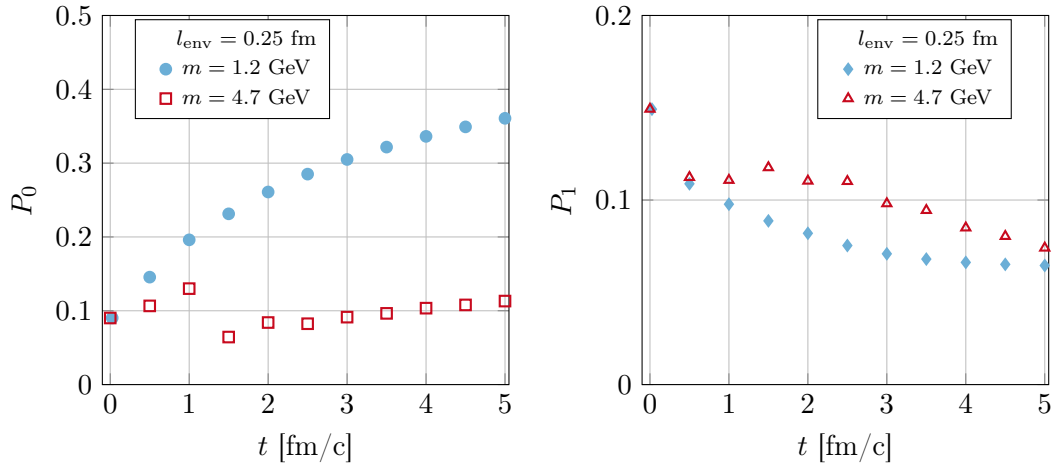 0.5
0.4
0.3
0.2
0.1
0
P₀
l_env = 0.25 fm
m = 1.2 GeV
m = 4.7 GeV
0 1 2 3 4 5
t [fm/c]
0.2
0.1
0
P₁
l_env = 0.25 fm
m = 1.2 GeV
m = 4.7 GeV
0 1 2 3 4 5
t [fm/c]